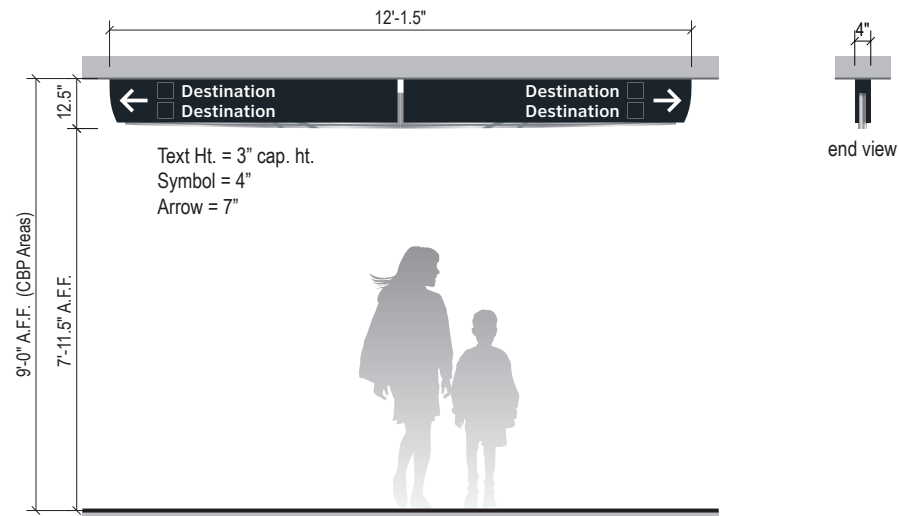 12'-1.5"
4"
12.5"
Destination
Destination
Destination
Destination
end view
Text Ht. = 3” cap. ht.
Symbol = 4”
Arrow = 7”
9'-0" A.F.F. (CBP Areas)
7'-11.5" A.F.F.